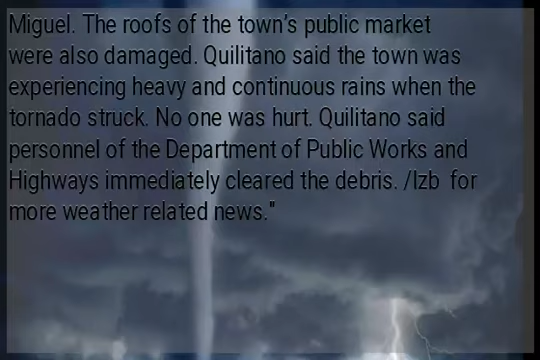 Miguel. The roofs of the town's public market
were also damaged. Quilitano said the town was
experiencing heavy and continuous rains when the
tornado struck. No one was hurt. Quilitano said
personnel of the Department of Public Works and
Highways immediately cleared the debris. /lzb for
more weather related news."